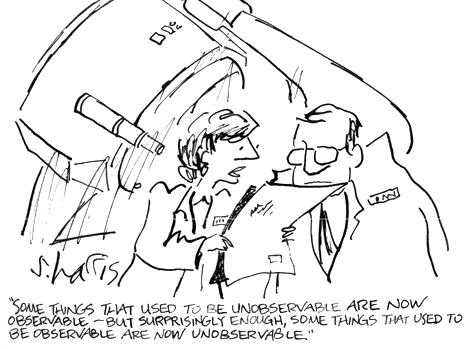 S. Harris
"SOME THINGS THAT USED TO BE UNOBSERVABLE ARE NOW
OBSERVABLE – BUT SURPRISINGLY ENOUGH, SOME THINGS THAT USED TO
BE OBSERVABLE ARE NOW UNOBSERVABLE."